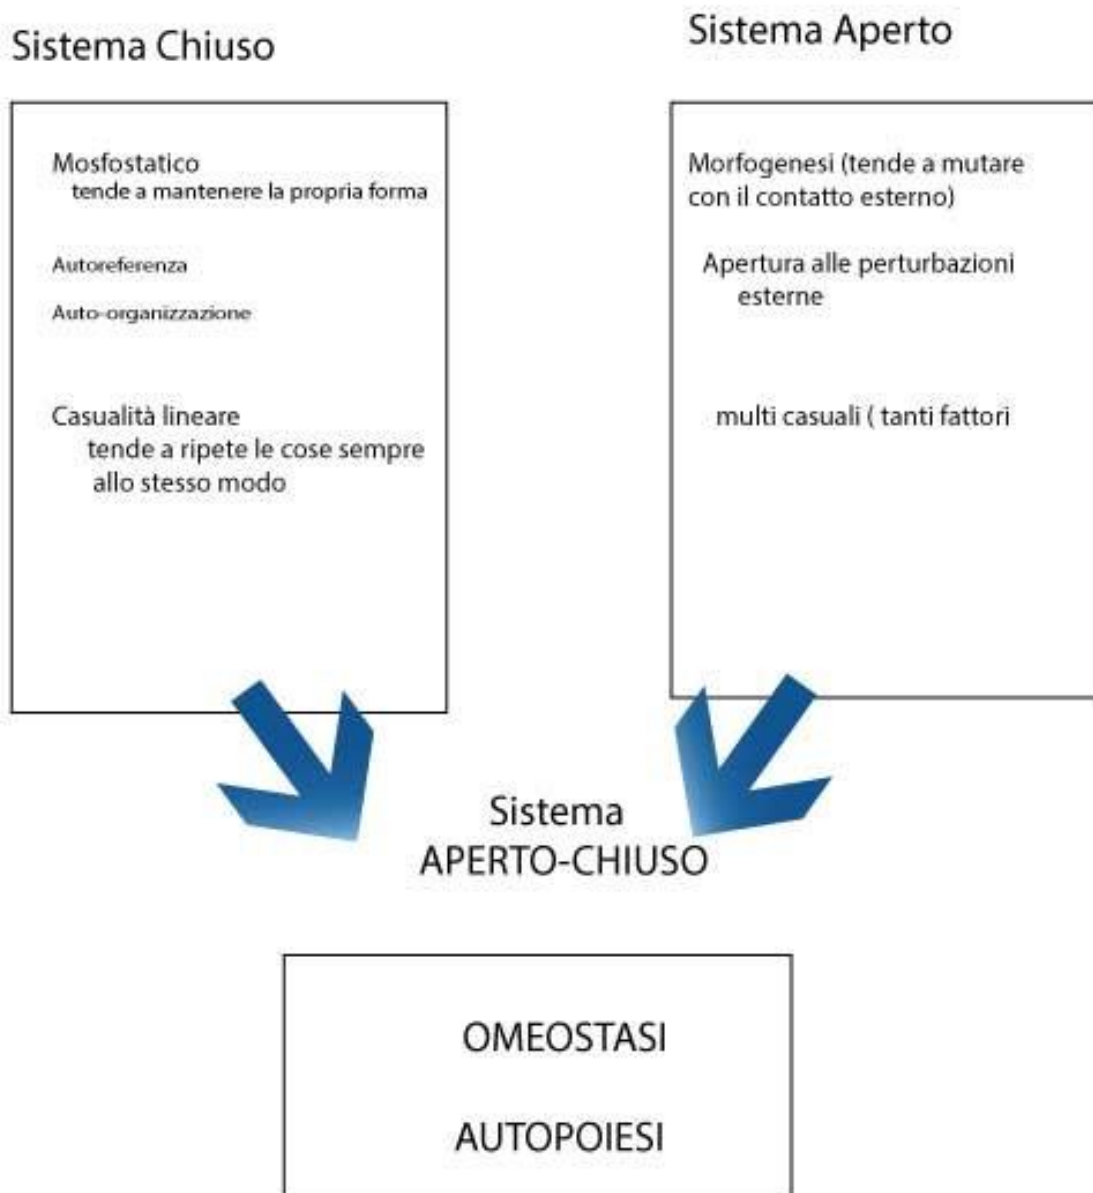 Sistema Chiuso
Mosfostatico
tende a mantenere la propria forma
Autoreferenza
Auto-organizzazione
Casualità lineare
tende a ripete le cose sempre
allo stesso modo
Sistema Aperto
Morfogenesi (tende a mutare
con il contatto esterno)
Apertura alle perturbazioni
esterne
multi casuali ( tanti fattori
Sistema
APERTO-CHIUSO
OMEOSTASI
AUTOPOIESI